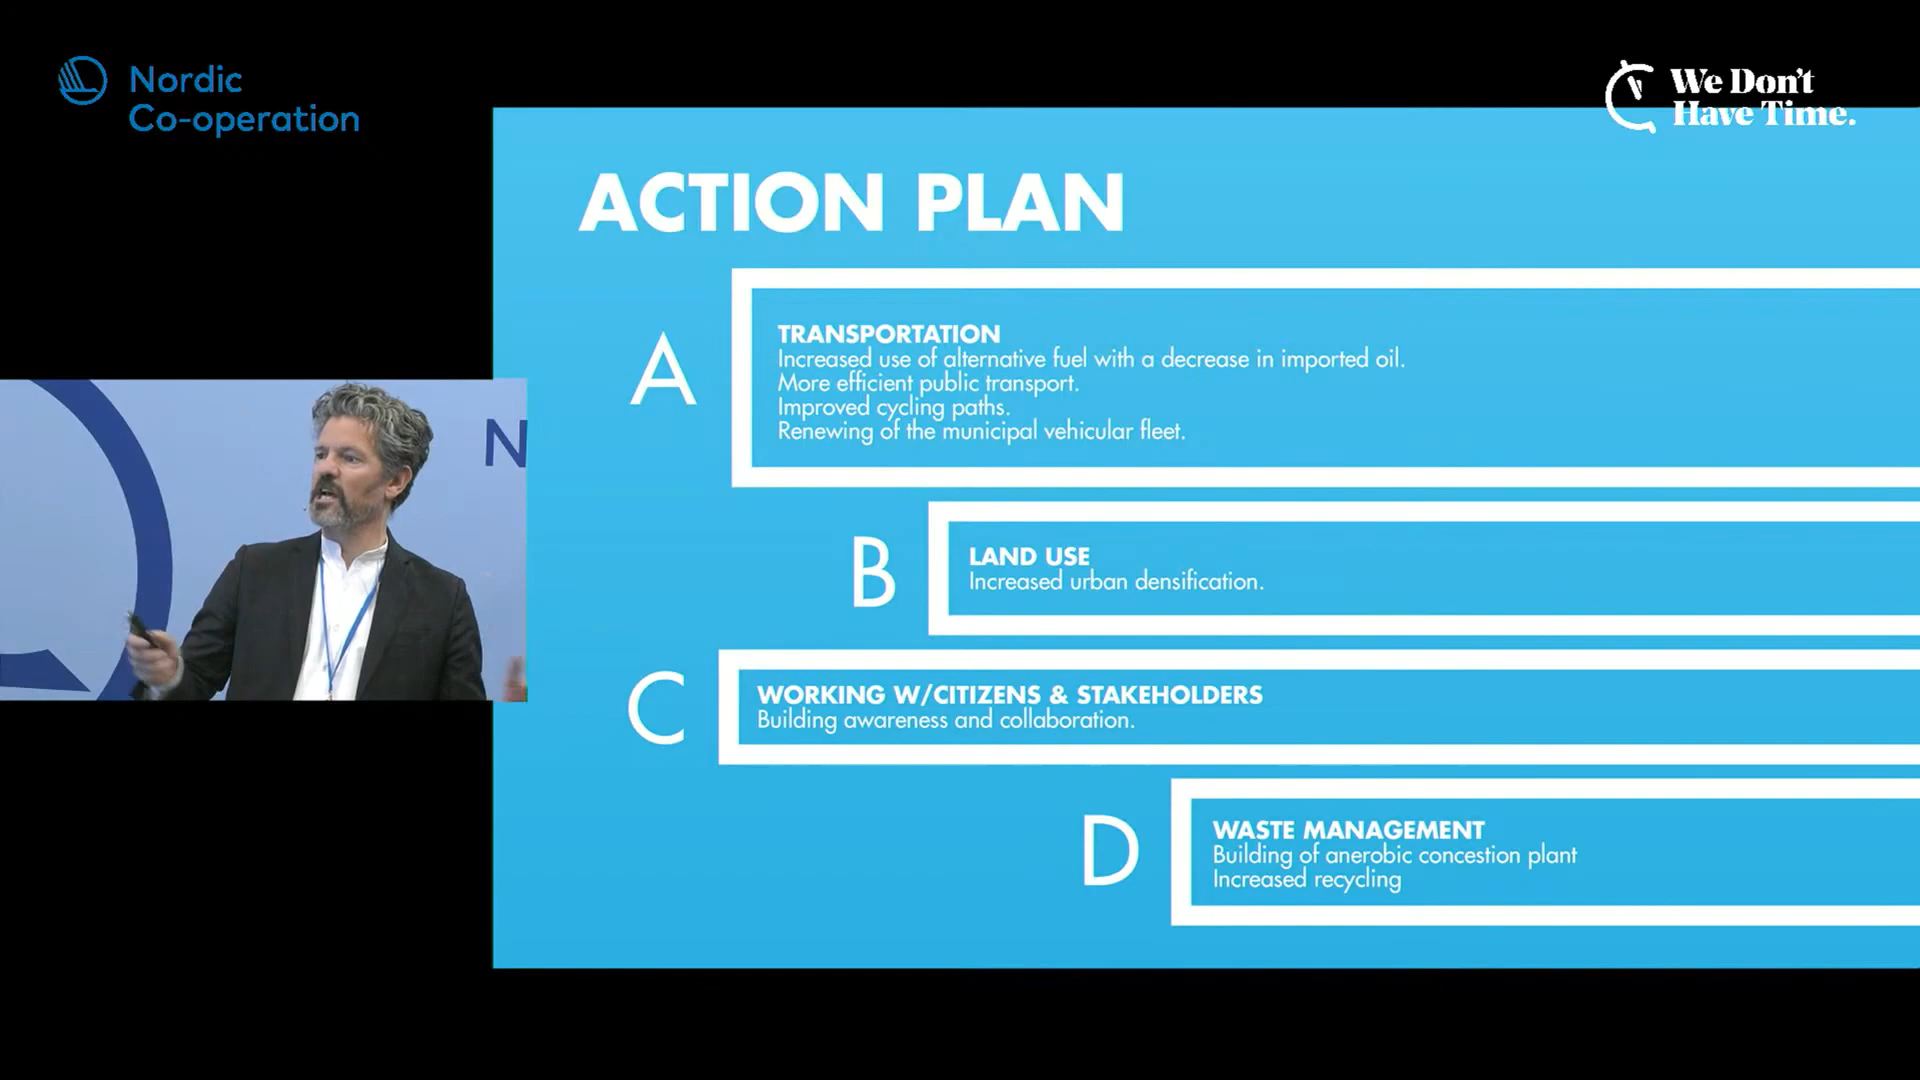 Nordic
Co-operation
We Don't
Have Time.
ACTION PLAN
A
TRANSPORTATION
Increased use of alternative fuel with a decrease in imported oil.
More efficient public transport.
Improved cycling paths.
Renewing of the municipal vehicular fleet.
N
B
LAND USE
Increased urban densification.
C
WORKING W/CITIZENS & STAKEHOLDERS
Building awareness and collaboration.
D
WASTE MANAGEMENT
Building of anerobic concestion plant
Increased recycling